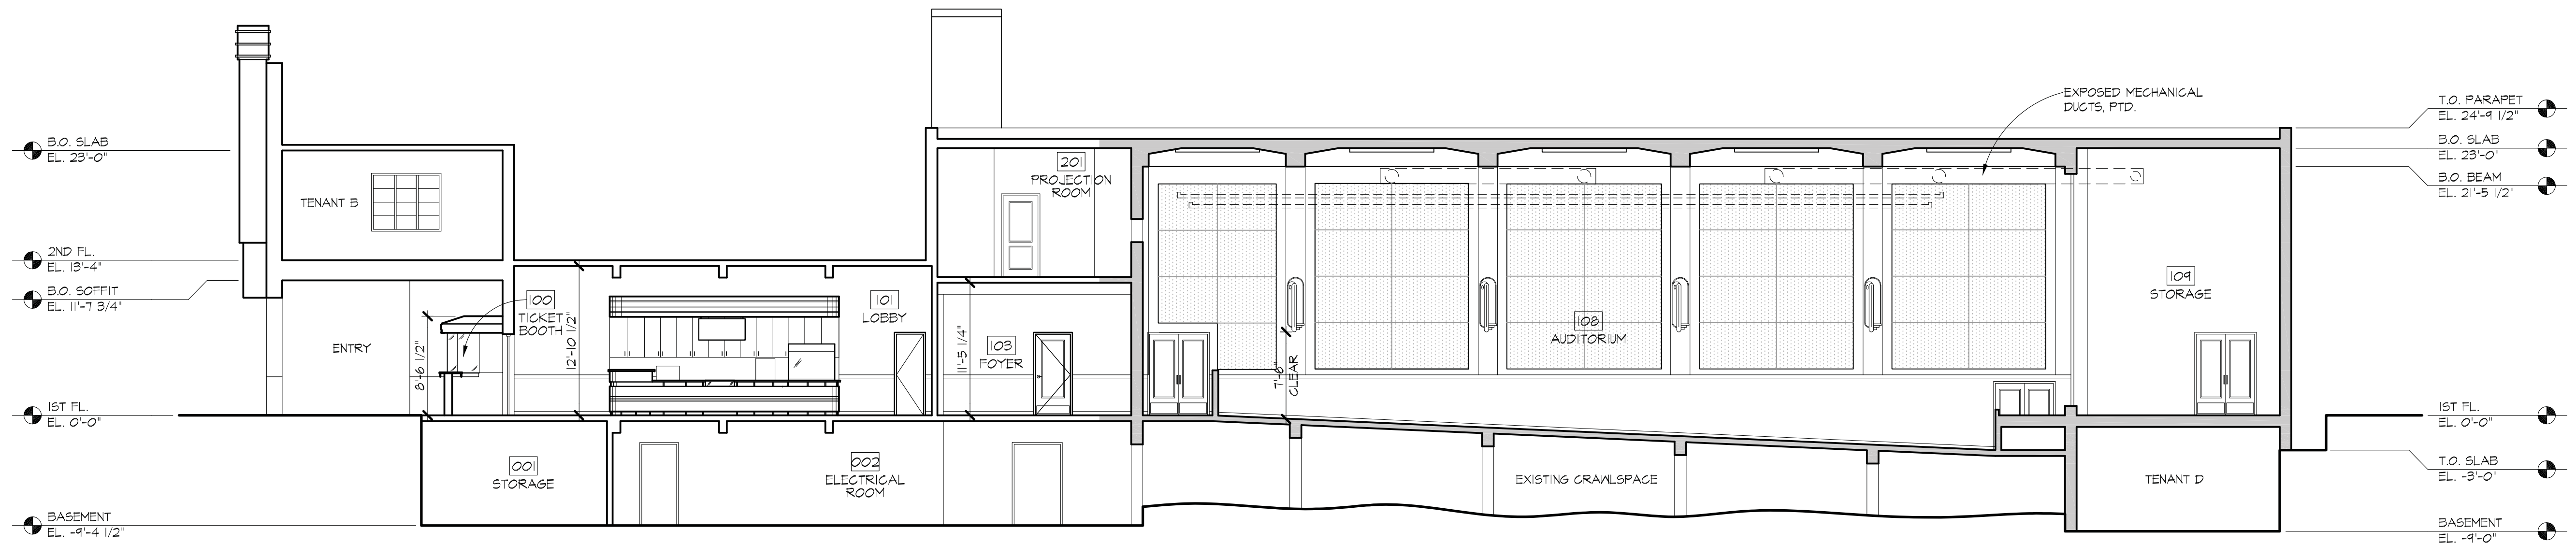 B.O. SLAB
EL. 23'-0"
2ND FL.
EL. 13'-4"
B.O. SOFFIT
EL. 11'-7 3/4"
1ST FL.
EL. 0'-0"
BASEMENT
EL. -9'-4 1/2"
TENANT B
ENTRY
8'-6 1/2"
100
TICKET
BOOTH
12'-10 1/2"
101
LOBBY
11'-5 1/4"
103
FOYER
201
PROJECTION
ROOM
001
STORAGE
002
ELECTRICAL
ROOM
7'-6"
CLEAR
108
AUDITORIUM
EXISTING CRAWLSPACE
EXPOSED MECHANICAL
DUCTS, PTD.
109
STORAGE
TENANT D
T.O. PARAPET
EL. 24'-9 1/2"
B.O. SLAB
EL. 23'-0"
B.O. BEAM
EL. 21'-5 1/2"
1ST FL.
EL. 0'-0"
T.O. SLAB
EL. -3'-0"
BASEMENT
EL. -9'-0"